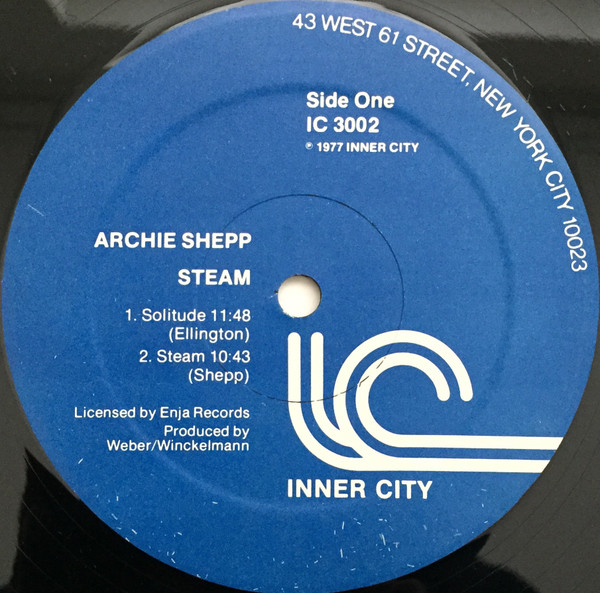 43 WEST 61 STREET, NEW YORK CITY 10023
Side One
IC 3002
℗ 1977 INNER CITY
ARCHIE SHEPP
STEAM
1. Solitude 11:48
(Ellington)
2. Steam 10:43
(Shepp)
Licensed by Enja Records
Produced by
Weber/Winckelmann
IC
INNER CITY